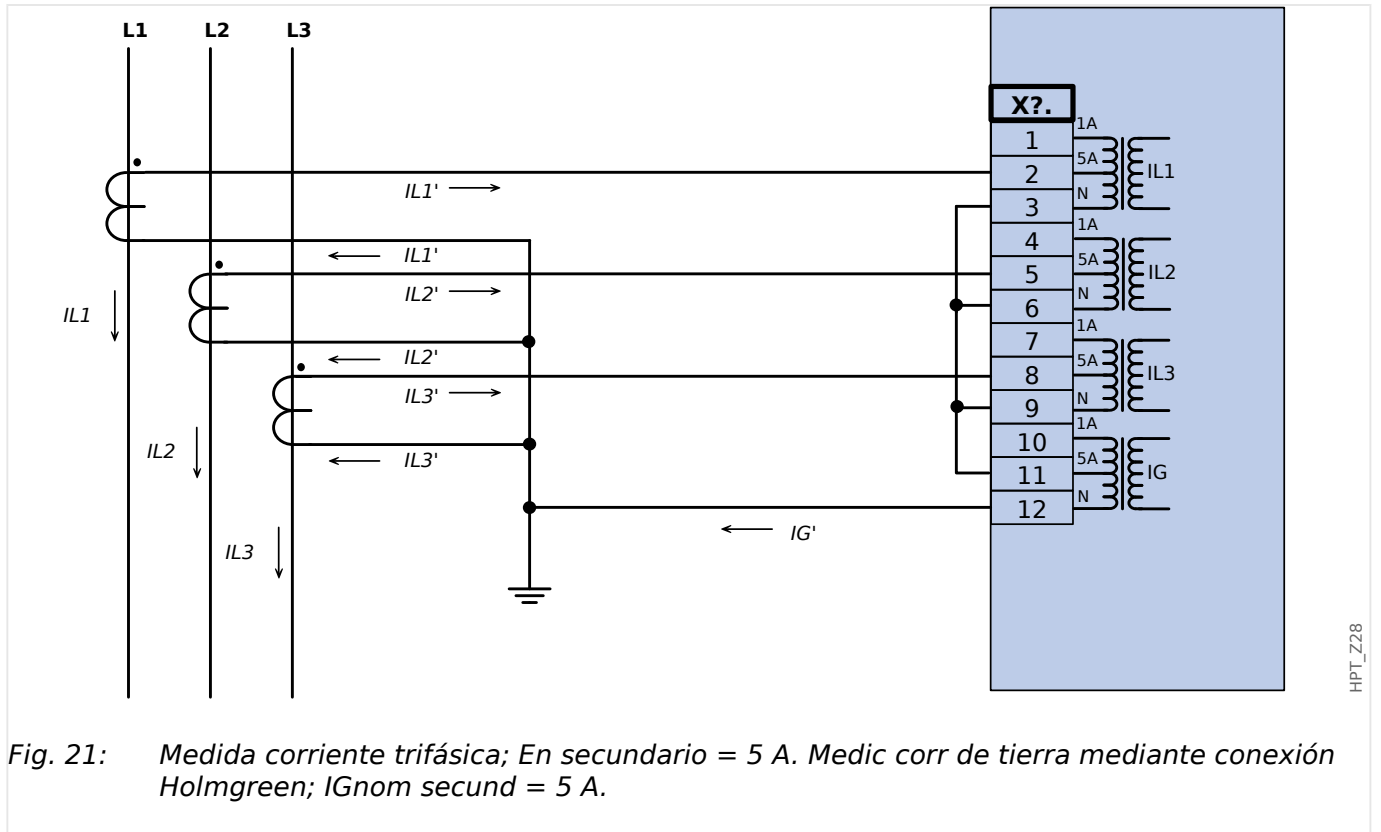 L1 L2 L3
X?.
1 1A
2 5A IL1
3 N
4 1A
5 5A IL2
6 N
7 1A
8 5A IL3
9 N
10 1A
11 5A IG
12 N
IL1'
IL1'
IL2'
IL1
IL2'
IL3'
IL2
IL3'
IG'
IL3
HPT_Z28
Fig. 21: Medida corriente trifásica; En secundario = 5 A. Medic corr de tierra mediante conexión
Holmgreen; IGnom secund = 5 A.